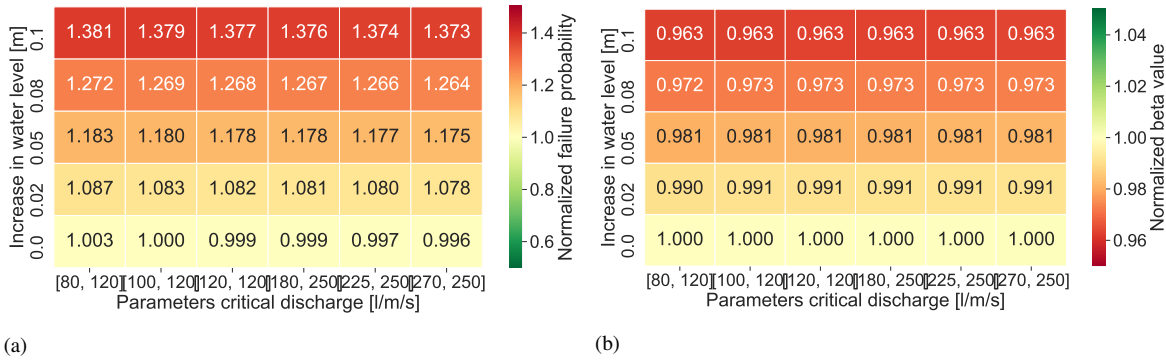 Increase in water level [m]
0.1 1.381 1.379 1.377 1.376 1.374 1.373
0.08 1.272 1.269 1.268 1.267 1.266 1.264
0.05 1.183 1.180 1.178 1.178 1.177 1.175
0.02 1.087 1.083 1.082 1.081 1.080 1.078
0.0 1.003 1.000 0.999 0.999 0.997 0.996
[80, 120] [100, 120] [120, 120] [180, 250] [225, 250] [270, 250]
Parameters critical discharge [l/m/s]
1.4
1.2
1.0
0.8
0.6
Normalized failure probability
(a)
Increase in water level [m]
0.1 0.963 0.963 0.963 0.963 0.963 0.963
0.08 0.972 0.973 0.973 0.973 0.973 0.973
0.05 0.981 0.981 0.981 0.981 0.981 0.981
0.02 0.990 0.991 0.991 0.991 0.991 0.991
0.0 1.000 1.000 1.000 1.000 1.000 1.000
[80, 120] [100, 120] [120, 120] [180, 250] [225, 250] [270, 250]
Parameters critical discharge [l/m/s]
1.04
1.02
1.00
0.98
0.96
Normalized beta value
(b)